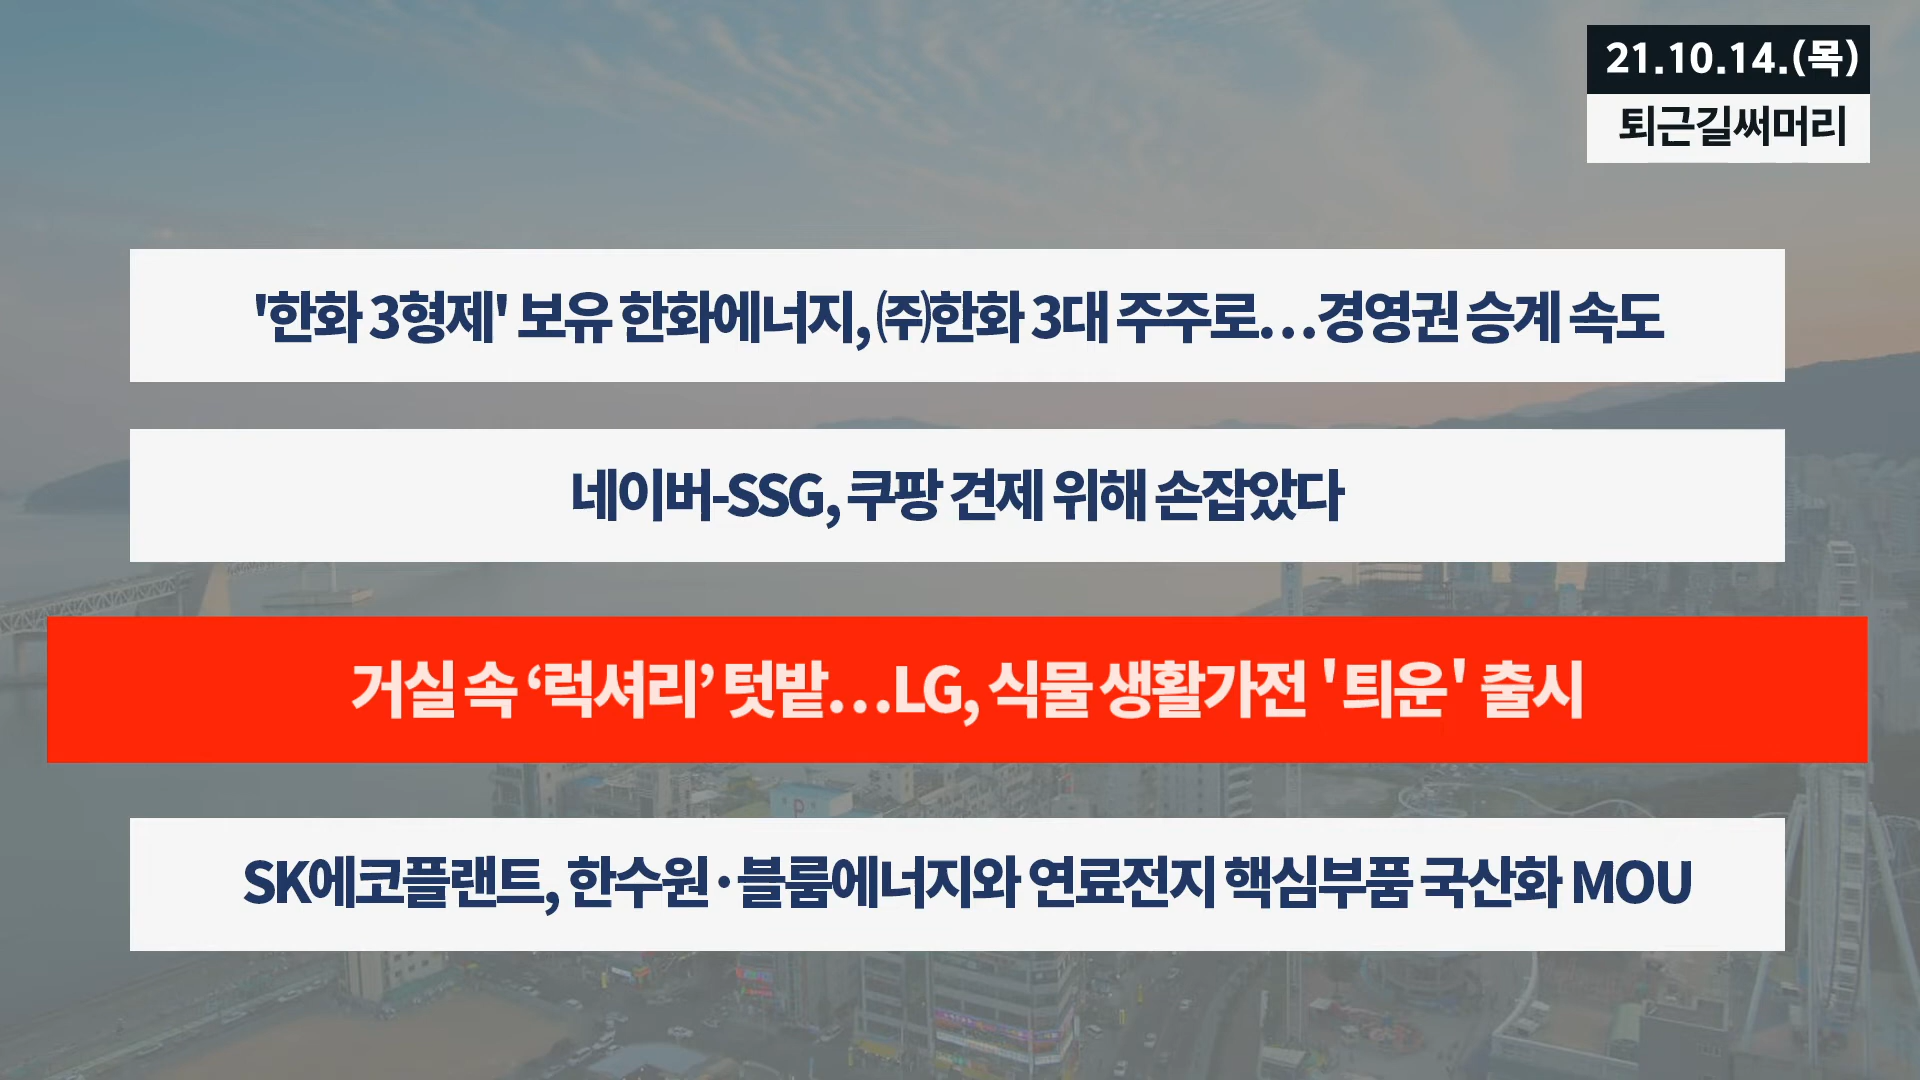 21.10.14.(목)
퇴근길써머리
'한화 3형제' 보유 한화에너지, ㈜한화 3대 주주로…경영권 승계 속도
네이버-SSG, 쿠팡 견제 위해 손잡았다
거실 속 ‘럭셔리’ 텃밭…LG, 식물 생활가전 '틔운' 출시
SK에코플랜트, 한수원·블룸에너지와 연료전지 핵심부품 국산화 MOU